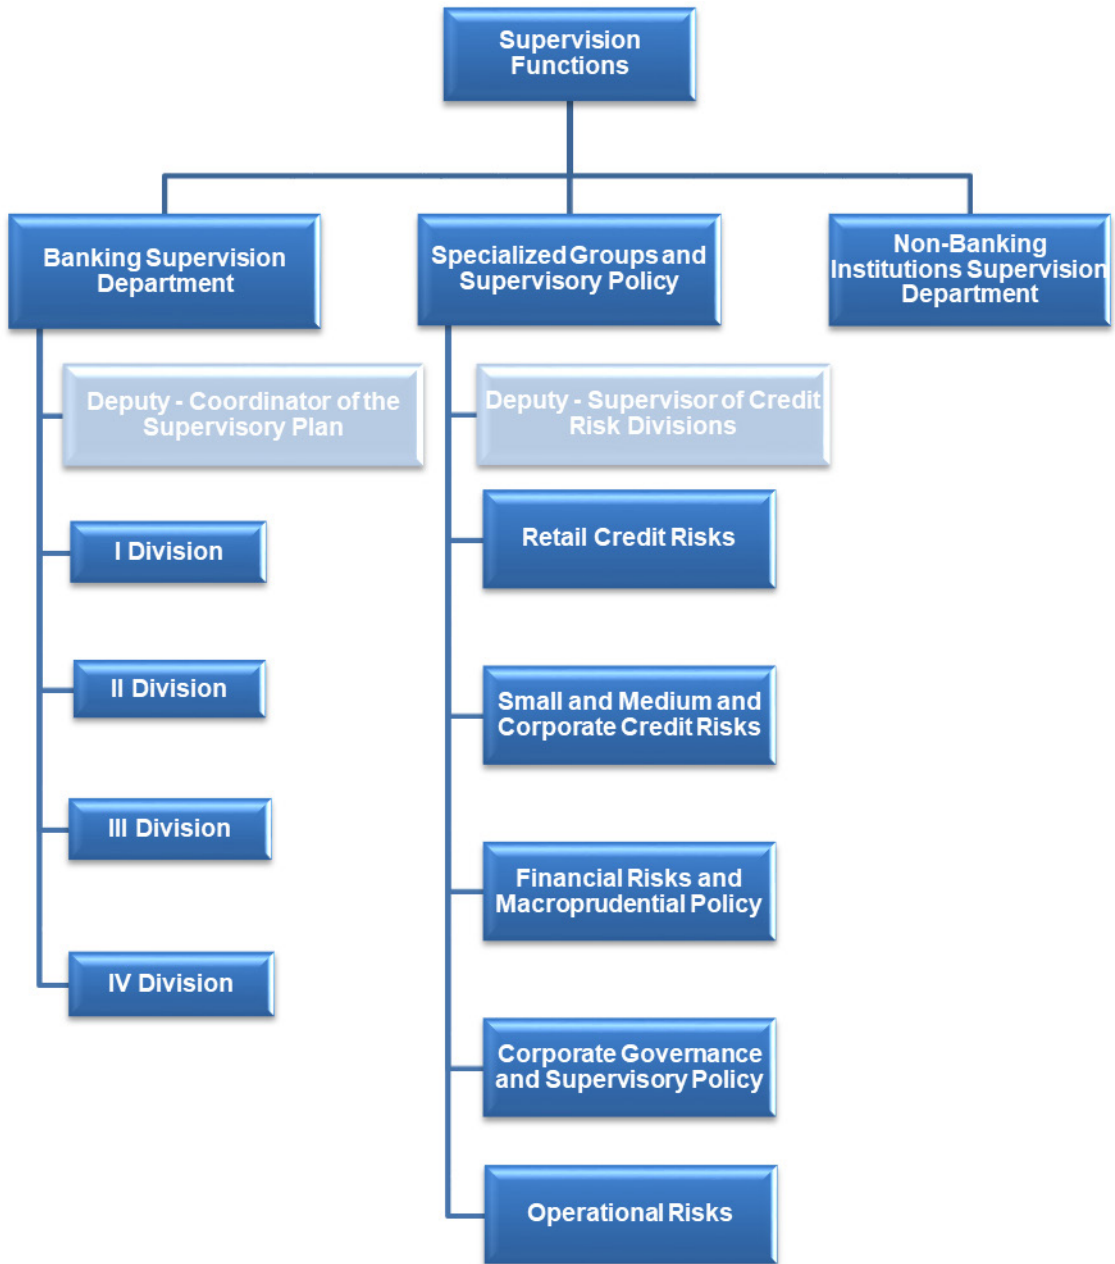 Supervision
Functions
Banking Supervision
Department
Specialized Groups and
Supervisory Policy
Non-Banking
Institutions Supervision
Department
Deputy - Coordinator of the
Supervisory Plan
I Division
II Division
III Division
IV Division
Deputy - Supervisor of Credit
Risk Divisions
Retail Credit Risks
Small and Medium and
Corporate Credit Risks
Financial Risks and
Macroprudential Policy
Corporate Governance
and Supervisory Policy
Operational Risks